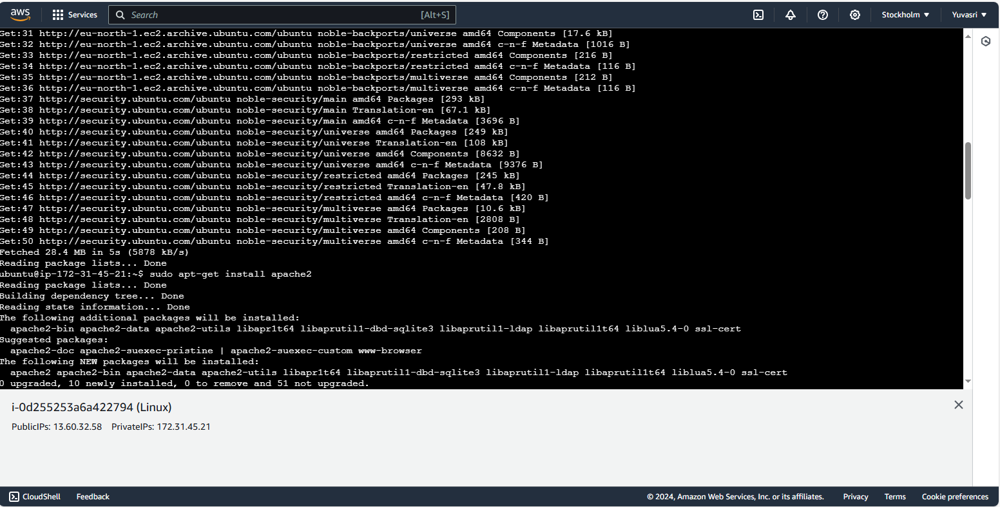 aws Services Search [Alt+S] Stockholm Yuvasri
Get:31 http://eu-north-1.ec2.archive.ubuntu.com/ubuntu noble-backports/universe amd64 Components [17.6 kB]
Get:32 http://eu-north-1.ec2.archive.ubuntu.com/ubuntu noble-backports/universe amd64 c-n-f Metadata [1016 B]
Get:33 http://eu-north-1.ec2.archive.ubuntu.com/ubuntu noble-backports/restricted amd64 Components [216 B]
Get:34 http://eu-north-1.ec2.archive.ubuntu.com/ubuntu noble-backports/restricted amd64 c-n-f Metadata [116 B]
Get:35 http://eu-north-1.ec2.archive.ubuntu.com/ubuntu noble-backports/multiverse amd64 Components [212 B]
Get:36 http://eu-north-1.ec2.archive.ubuntu.com/ubuntu noble-backports/multiverse amd64 c-n-f Metadata [116 B]
Get:37 http://security.ubuntu.com/ubuntu noble-security/main amd64 Packages [293 kB]
Get:38 http://security.ubuntu.com/ubuntu noble-security/main Translation-en [67.1 kB]
Get:39 http://security.ubuntu.com/ubuntu noble-security/main amd64 c-n-f Metadata [3696 B]
Get:40 http://security.ubuntu.com/ubuntu noble-security/universe amd64 Packages [249 kB]
Get:41 http://security.ubuntu.com/ubuntu noble-security/universe Translation-en [108 kB]
Get:42 http://security.ubuntu.com/ubuntu noble-security/universe amd64 Components [8632 B]
Get:43 http://security.ubuntu.com/ubuntu noble-security/universe amd64 c-n-f Metadata [9376 B]
Get:44 http://security.ubuntu.com/ubuntu noble-security/restricted amd64 Packages [245 kB]
Get:45 http://security.ubuntu.com/ubuntu noble-security/restricted Translation-en [47.8 kB]
Get:46 http://security.ubuntu.com/ubuntu noble-security/restricted amd64 c-n-f Metadata [420 B]
Get:47 http://security.ubuntu.com/ubuntu noble-security/multiverse amd64 Packages [10.6 kB]
Get:48 http://security.ubuntu.com/ubuntu noble-security/multiverse Translation-en [2808 B]
Get:49 http://security.ubuntu.com/ubuntu noble-security/multiverse amd64 Components [208 B]
Get:50 http://security.ubuntu.com/ubuntu noble-security/multiverse amd64 c-n-f Metadata [344 B]
Fetched 28.4 MB in 5s (5878 kB/s)
Reading package lists... Done
ubuntu@ip-172-31-45-21:~$ sudo apt-get install apache2
Reading package lists... Done
Building dependency tree... Done
Reading state information... Done
The following additional packages will be installed:
apache2-bin apache2-data apache2-utils libapr1t64 libaprutil1-dbd-sqlite3 libaprutil1-ldap libaprutil1t64 liblua5.4-0 ssl-cert
Suggested packages:
apache2-doc apache2-suexec-pristine | apache2-suexec-custom www-browser
The following NEW packages will be installed:
apache2 apache2-bin apache2-data apache2-utils libapr1t64 libaprutil1-dbd-sqlite3 libaprutil1-ldap libaprutil1t64 liblua5.4-0 ssl-cert
0 upgraded, 10 newly installed, 0 to remove and 51 not upgraded.
i-0d255253a6a422794 (Linux)
PublicIPs: 13.60.32.58 PrivateIPs: 172.31.45.21
CloudShell Feedback © 2024, Amazon Web Services, Inc. or its affiliates. Privacy Terms Cookie preferences